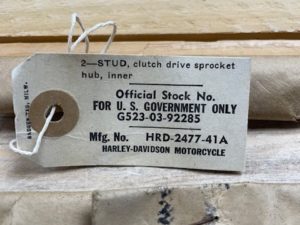 2—STUD, clutch drive sprocket
hub, inner
Official Stock No.
FOR U. S. GOVERNMENT ONLY
G523-03-92285
Mfg. No. HRD-2477-41A
HARLEY-DAVIDSON MOTORCYCLE